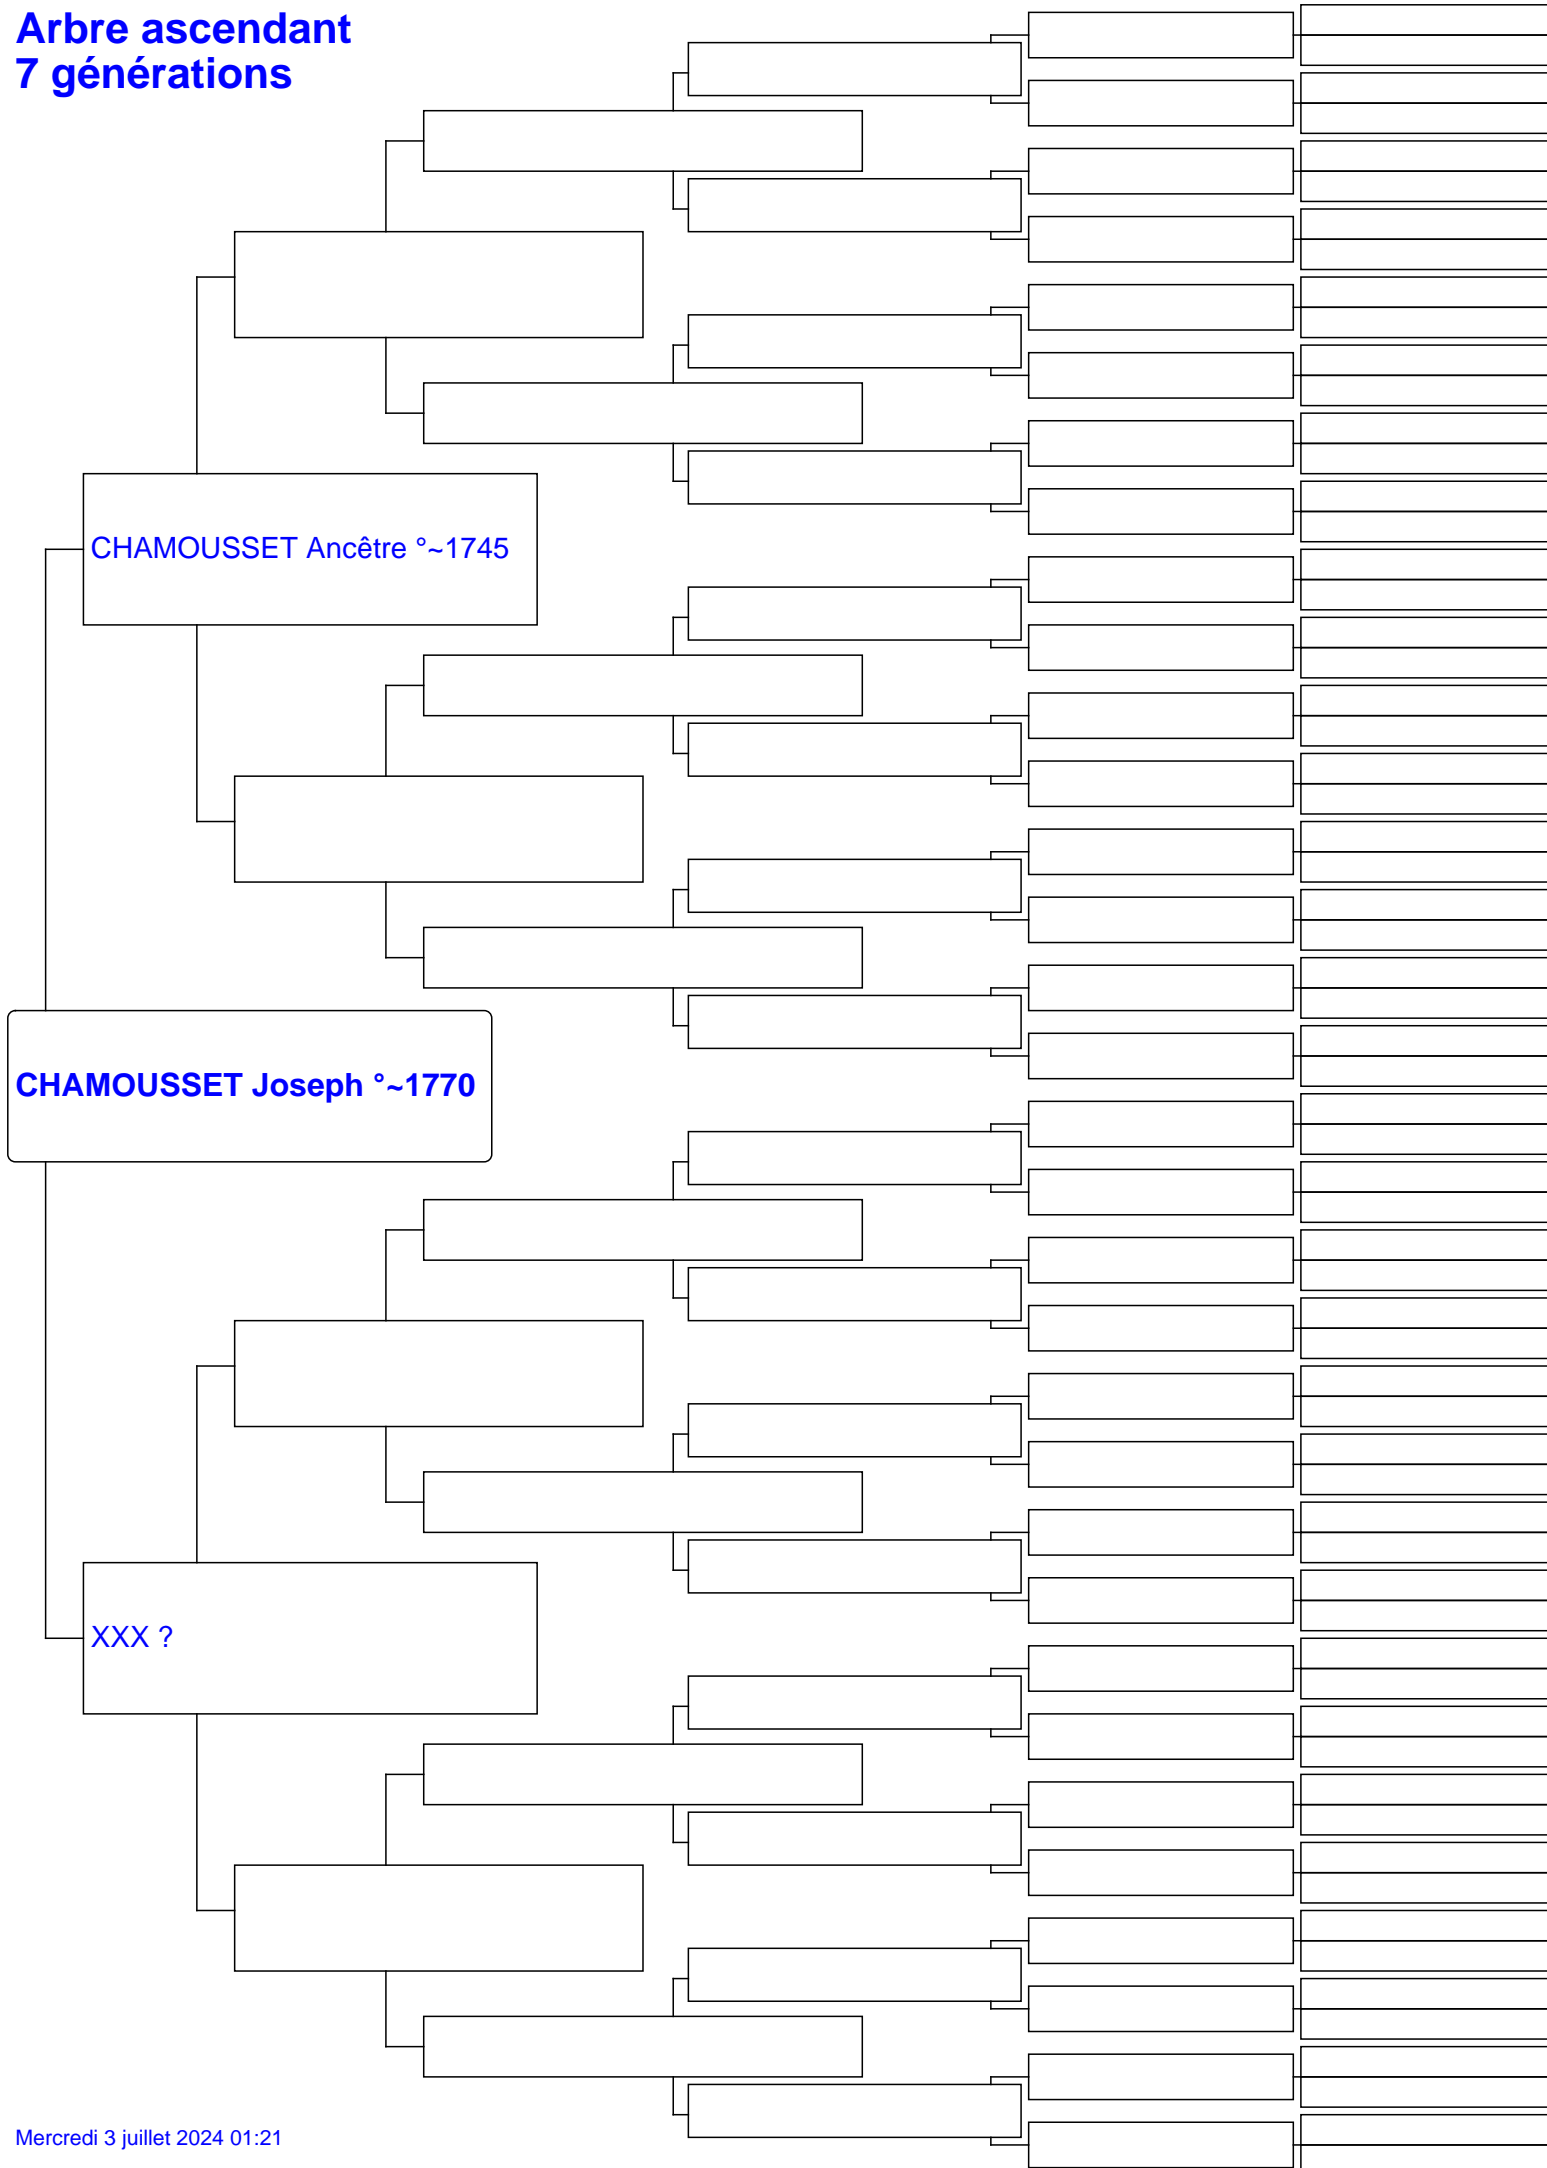 Arbre ascendant
7 générations
CHAMOUSSET Ancêtre °~1745
CHAMOUSSET Joseph °~1770
XXX ?
Mercredi 3 juillet 2024 01:21